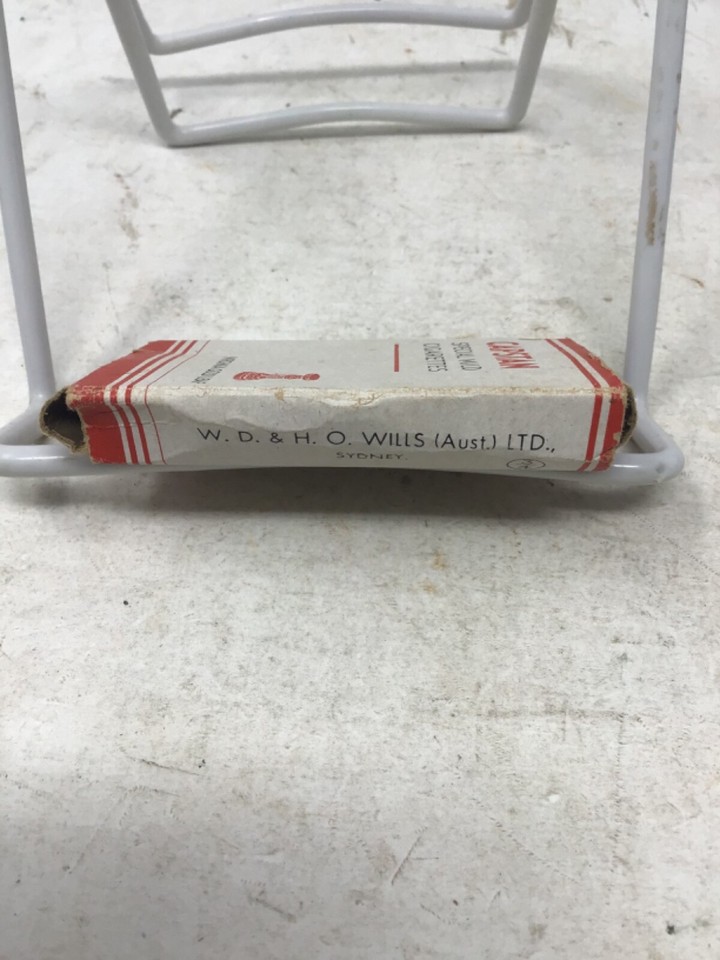 CAPSTAN
SPECIAL MILD
CIGARETTES
W. D. & H. O. WILLS (Aust.) LTD.,
SYDNEY.